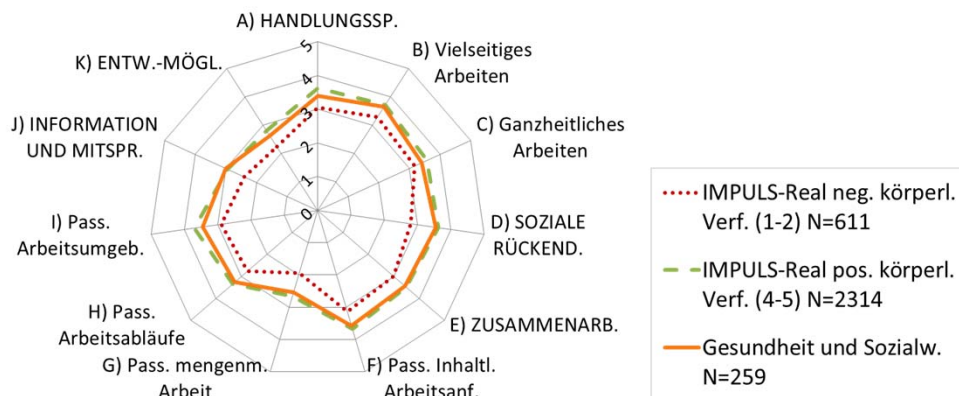 A) HANDLUNGSSP.
B) Vielseitiges
Arbeiten
C) Ganzheitliches
Arbeiten
D) SOZIALE
RÜCKEND.
E) ZUSAMMENARB.
F) Pass. Inhaltl.
Arbeitsanf.
G) Pass. mengenm.
Arbeit
H) Pass.
Arbeitsabläufe
I) Pass.
Arbeitsumgeb.
J) INFORMATION
UND MITSPR.
K) ENTW.-MÖGL.
5
4
3
2
1
0
IMPULS-Real neg. körperl.
Verf. (1-2) N=611
IMPULS-Real pos. körperl.
Verf. (4-5) N=2314
Gesundheit und Sozialw.
N=259